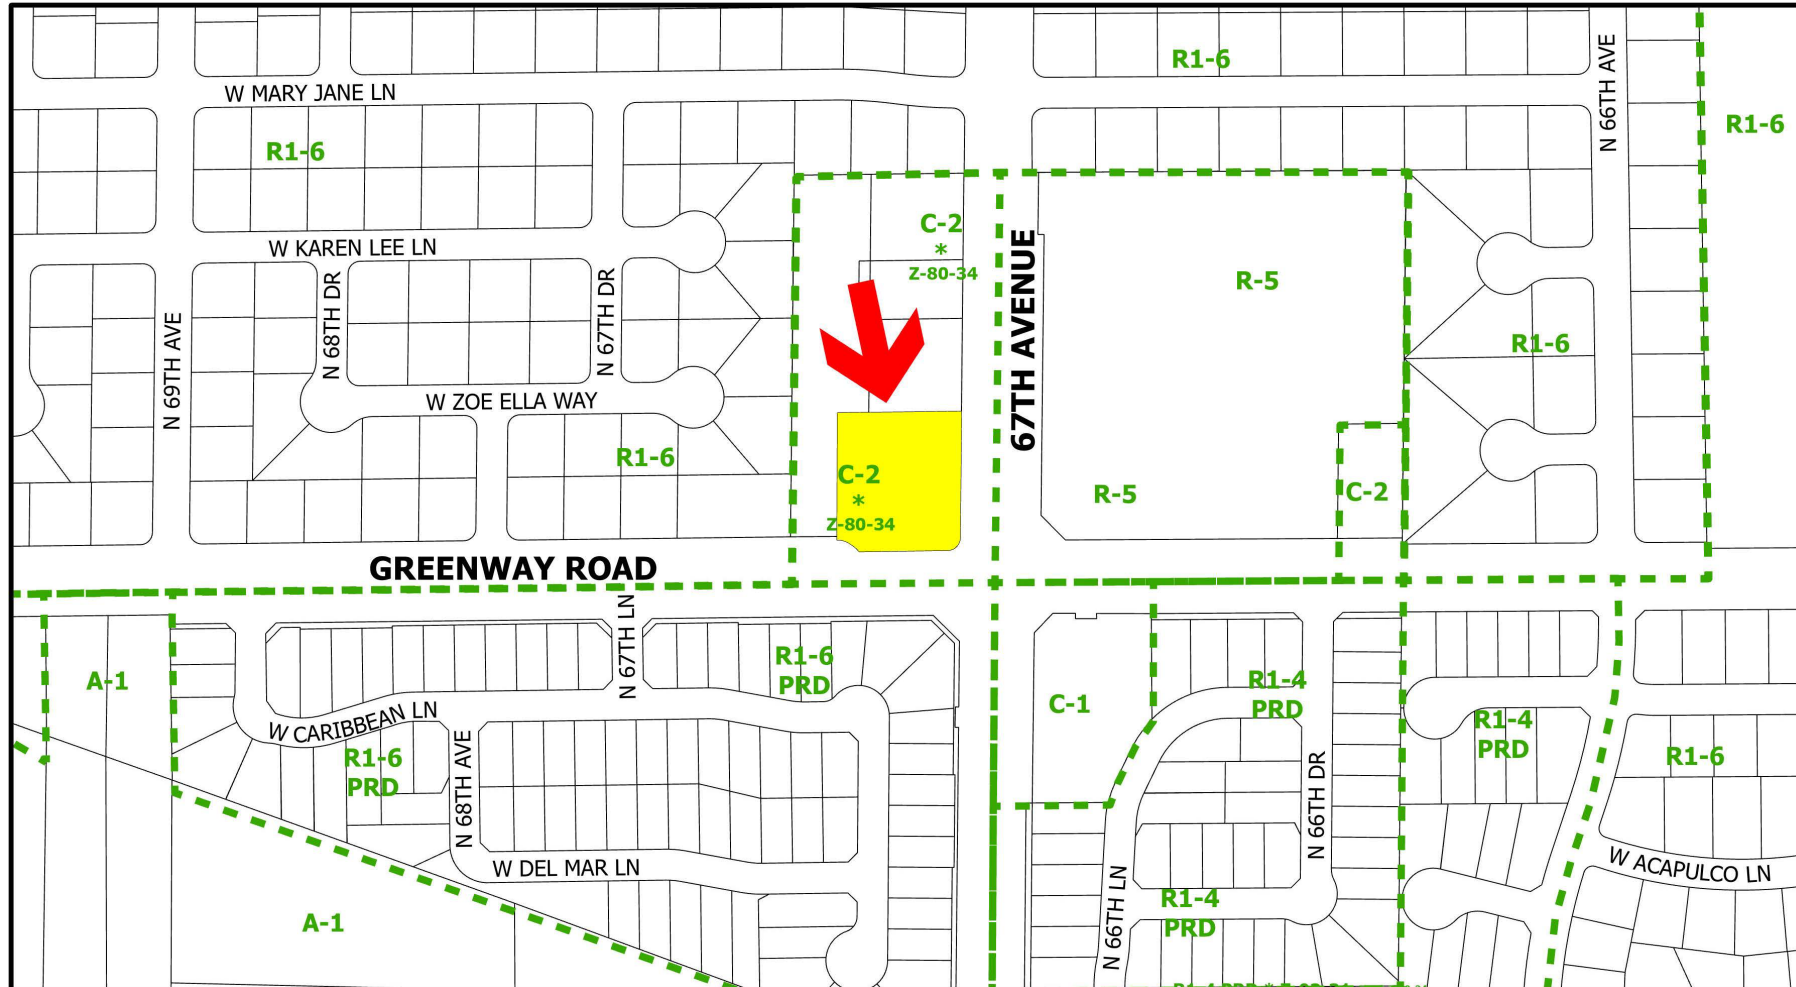 R1-6
N 66TH AVE
W MARY JANE LN
R1-6
R1-6
C-2
*
Z-80-34
W KAREN LEE LN
67TH AVENUE
R-5
N 69TH AVE
N 68TH DR
N 67TH DR
R1-6
W ZOE ELLA WAY
R1-6
C-2
*
Z-80-34
R-5
C-2
GREENWAY ROAD
N 67TH LN
A-1
R1-6
PRD
C-1
R1-4
PRD
W CARIBBEAN LN
R1-4
PRD
R1-6
PRD
N 68TH AVE
N 66TH DR
R1-6
W DEL MAR LN
W ACAPULCO LN
A-1
N 66TH LN
R1-4
PRD